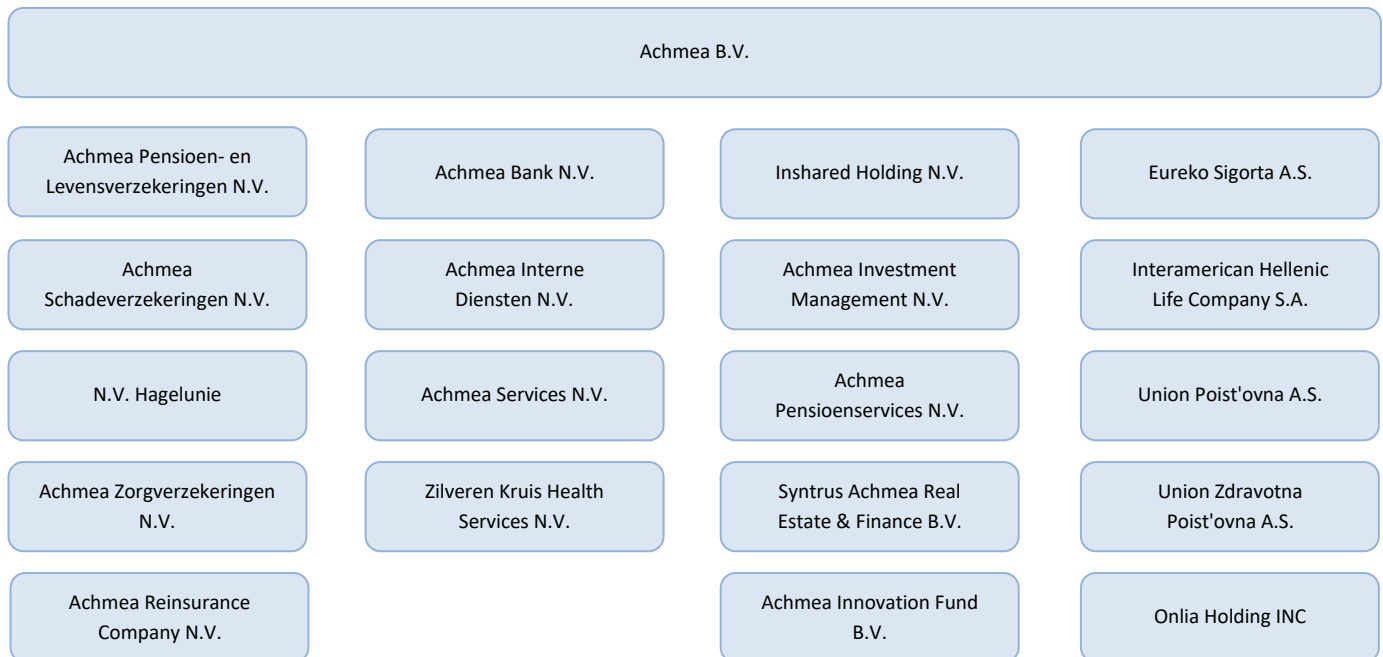 Achmea B.V.
Achmea Pensioen- en
Levensverzekeringen N.V.
Achmea Bank N.V.
Inshared Holding N.V.
Eureko Sigorta A.S.
Achmea
Schadeverzekeringen N.V.
Achmea Interne
Diensten N.V.
Achmea Investment
Management N.V.
Interamerican Hellenic
Life Company S.A.
N.V. Hagelunie
Achmea Services N.V.
Achmea
Pensioenservices N.V.
Union Poist'ovna A.S.
Achmea Zorgverzekeringen
N.V.
Zilveren Kruis Health
Services N.V.
Syntrus Achmea Real
Estate & Finance B.V.
Union Zdravotna
Poist'ovna A.S.
Achmea Reinsurance
Company N.V.
Achmea Innovation Fund
B.V.
Onlia Holding INC